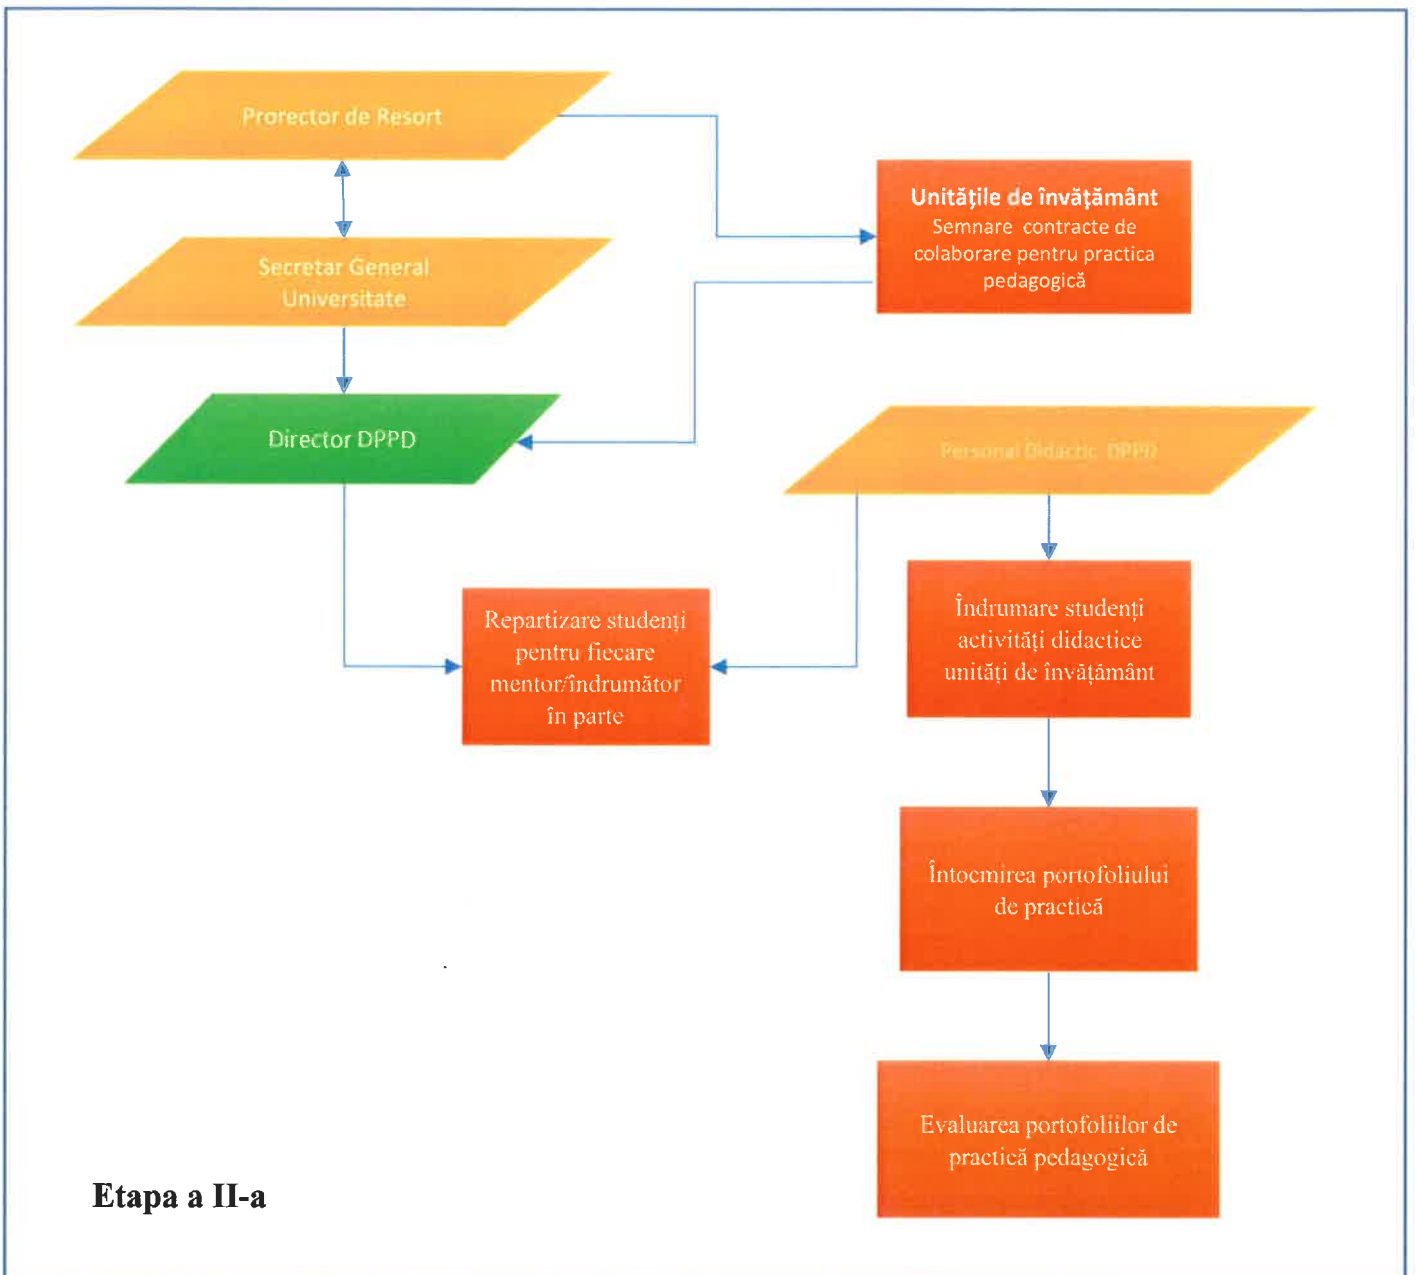 Prorector de Resort
Unitățile de învățământ
Semnare contracte de
colaborare pentru practica
pedagogică
Secretar General
Universitate
Director DPPD
Personal Didactic DPPD
Repartizare studenți
pentru fiecare
mentor/îndrumător
în parte
Îndrumare studenți
activități didactice
unități de învățământ
Întocmirea portofoliului
de practică
Evaluarea portofoliilor de
practică pedagogică
Etapa a II-a